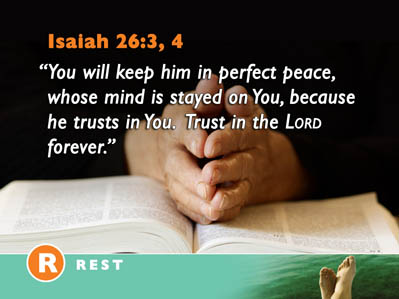 Isaiah 26:3, 4
“You will keep him in perfect peace,
whose mind is stayed on You, because
he trusts in You.  Trust in the LORD
forever.”
R REST